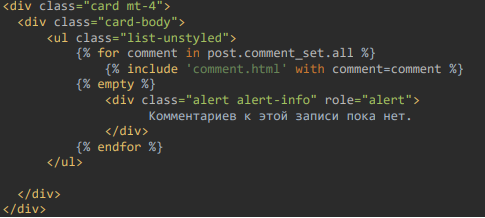 <div class="card mt-4">
  <div class="card-body">
      <ul class="list-unstyled">
          {% for comment in post.comment_set.all %}
              {% include 'comment.html' with comment=comment %}
          {% empty %}
              <div class="alert alert-info" role="alert">
                    Комментариев к этой записи пока нет.
              </div>
          {% endfor %}
      </ul>

  </div>
</div>